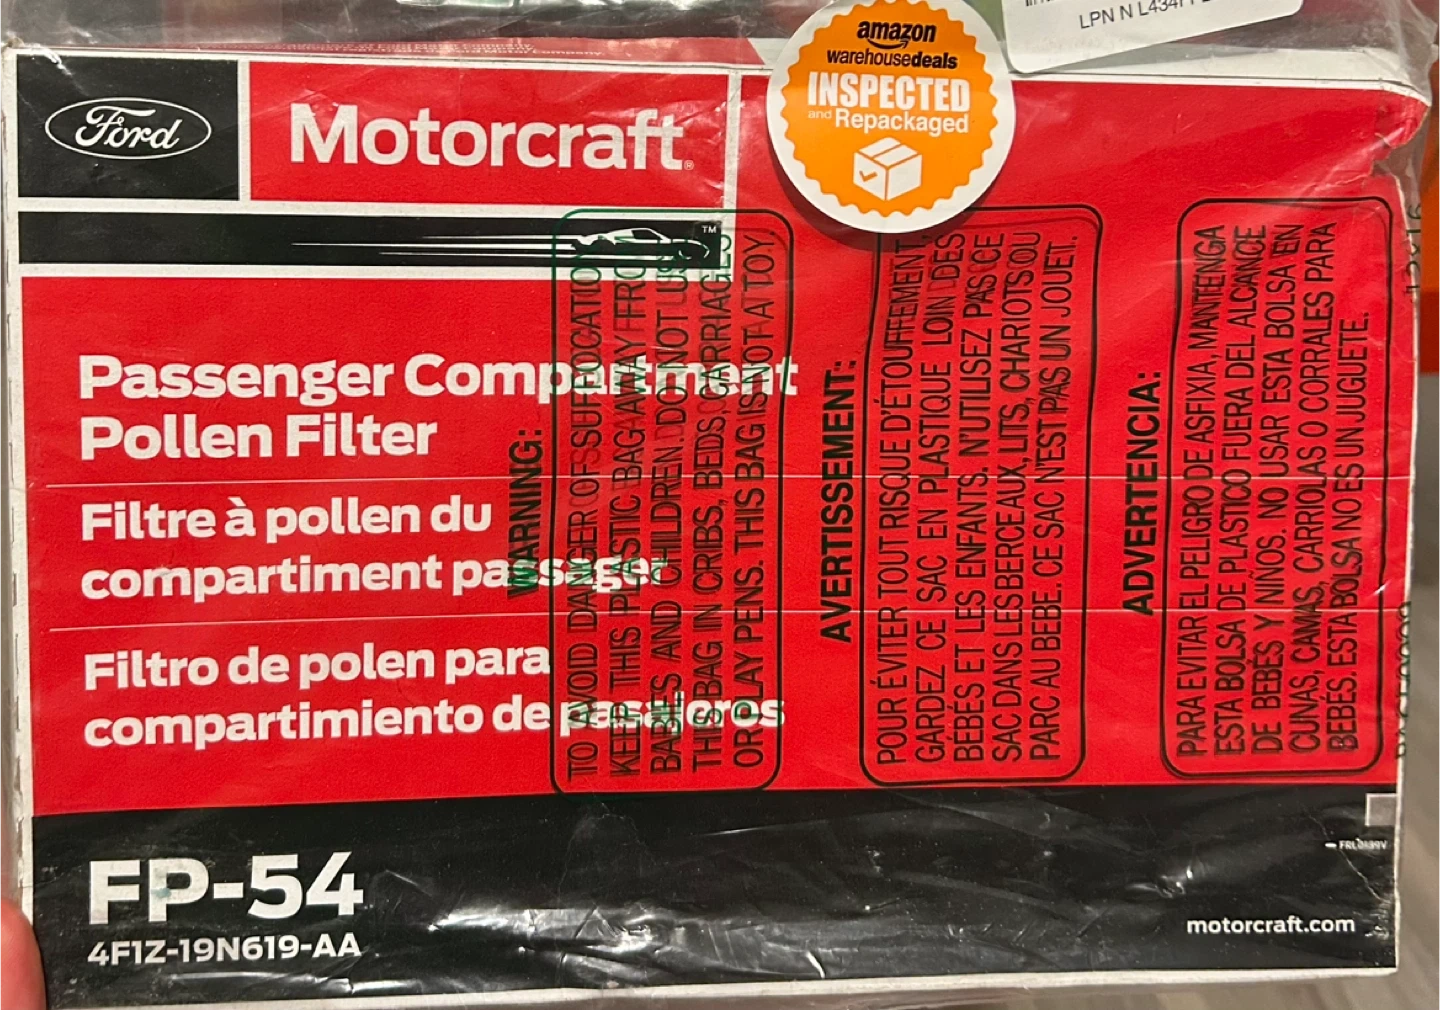 LPN N L434
amazon
warehousedeals
INSPECTED
and Repackaged
Ford
Motorcraft®
TM
Passenger Compartment
Pollen Filter
Filtre à pollen du
compartiment passager
Filtro de polen para
compartimiento de pasajeros
WARNING:
TO AVOID DANGER OF SUFFOCATION
KEEP THIS PLASTIC BAG AWAY FROM
BABIES AND CHILDREN. DO NOT USE
THIS BAG IN CRIBS, BEDS, CARRIAGES
OR PLAY PENS. THIS BAG IS NOT A TOY.
AVERTISSEMENT:
POUR ÉVITER TOUT RISQUE D'ÉTOUFFEMENT,
GARDEZ CE SAC EN PLASTIQUE LOIN DES
BÉBÉS ET LES ENFANTS. N'UTILISEZ PAS CE
SAC DANS LES BERCEAUX, LITS, CHARIOTS OU
PARC AU BEBE. CE SAC N'EST PAS UN JOUET.
ADVERTENCIA:
PARA EVITAR EL PELIGRO DE ASFIXIA, MANTENGA
ESTA BOLSA DE PLASTICO FUERA DEL ALCANCE
DE BEBÉS Y NIÑOS. NO USAR ESTA BOLSA EN
CUNAS, CAMAS, CARRIOLAS O CORRALES PARA
BEBÉS. ESTA BOLSA NO ES UN JUGUETE.
FP-54
4F1Z-19N619-AA
motorcraft.com